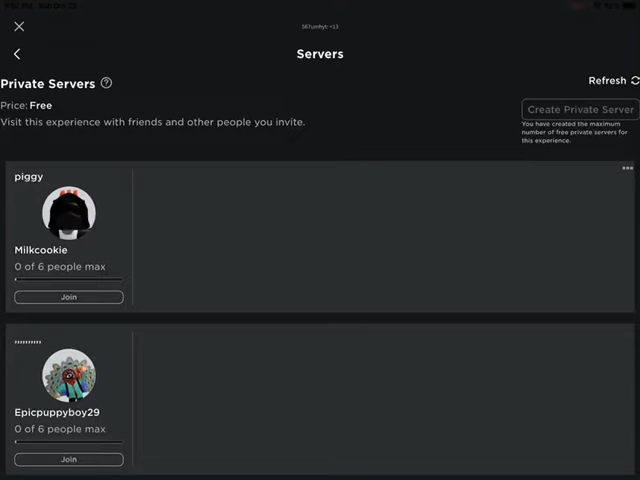 567umhyt: +13
Servers
Private Servers ?
Refresh
Price: Free
Create Private Server
Visit this experience with friends and other people you invite.
You have created the maximum
number of free private servers for
this experience.
piggy
Milkcookie
0 of 6 people max
Join
,,,,,,,,,,
Epicpuppyboy29
0 of 6 people max
Join